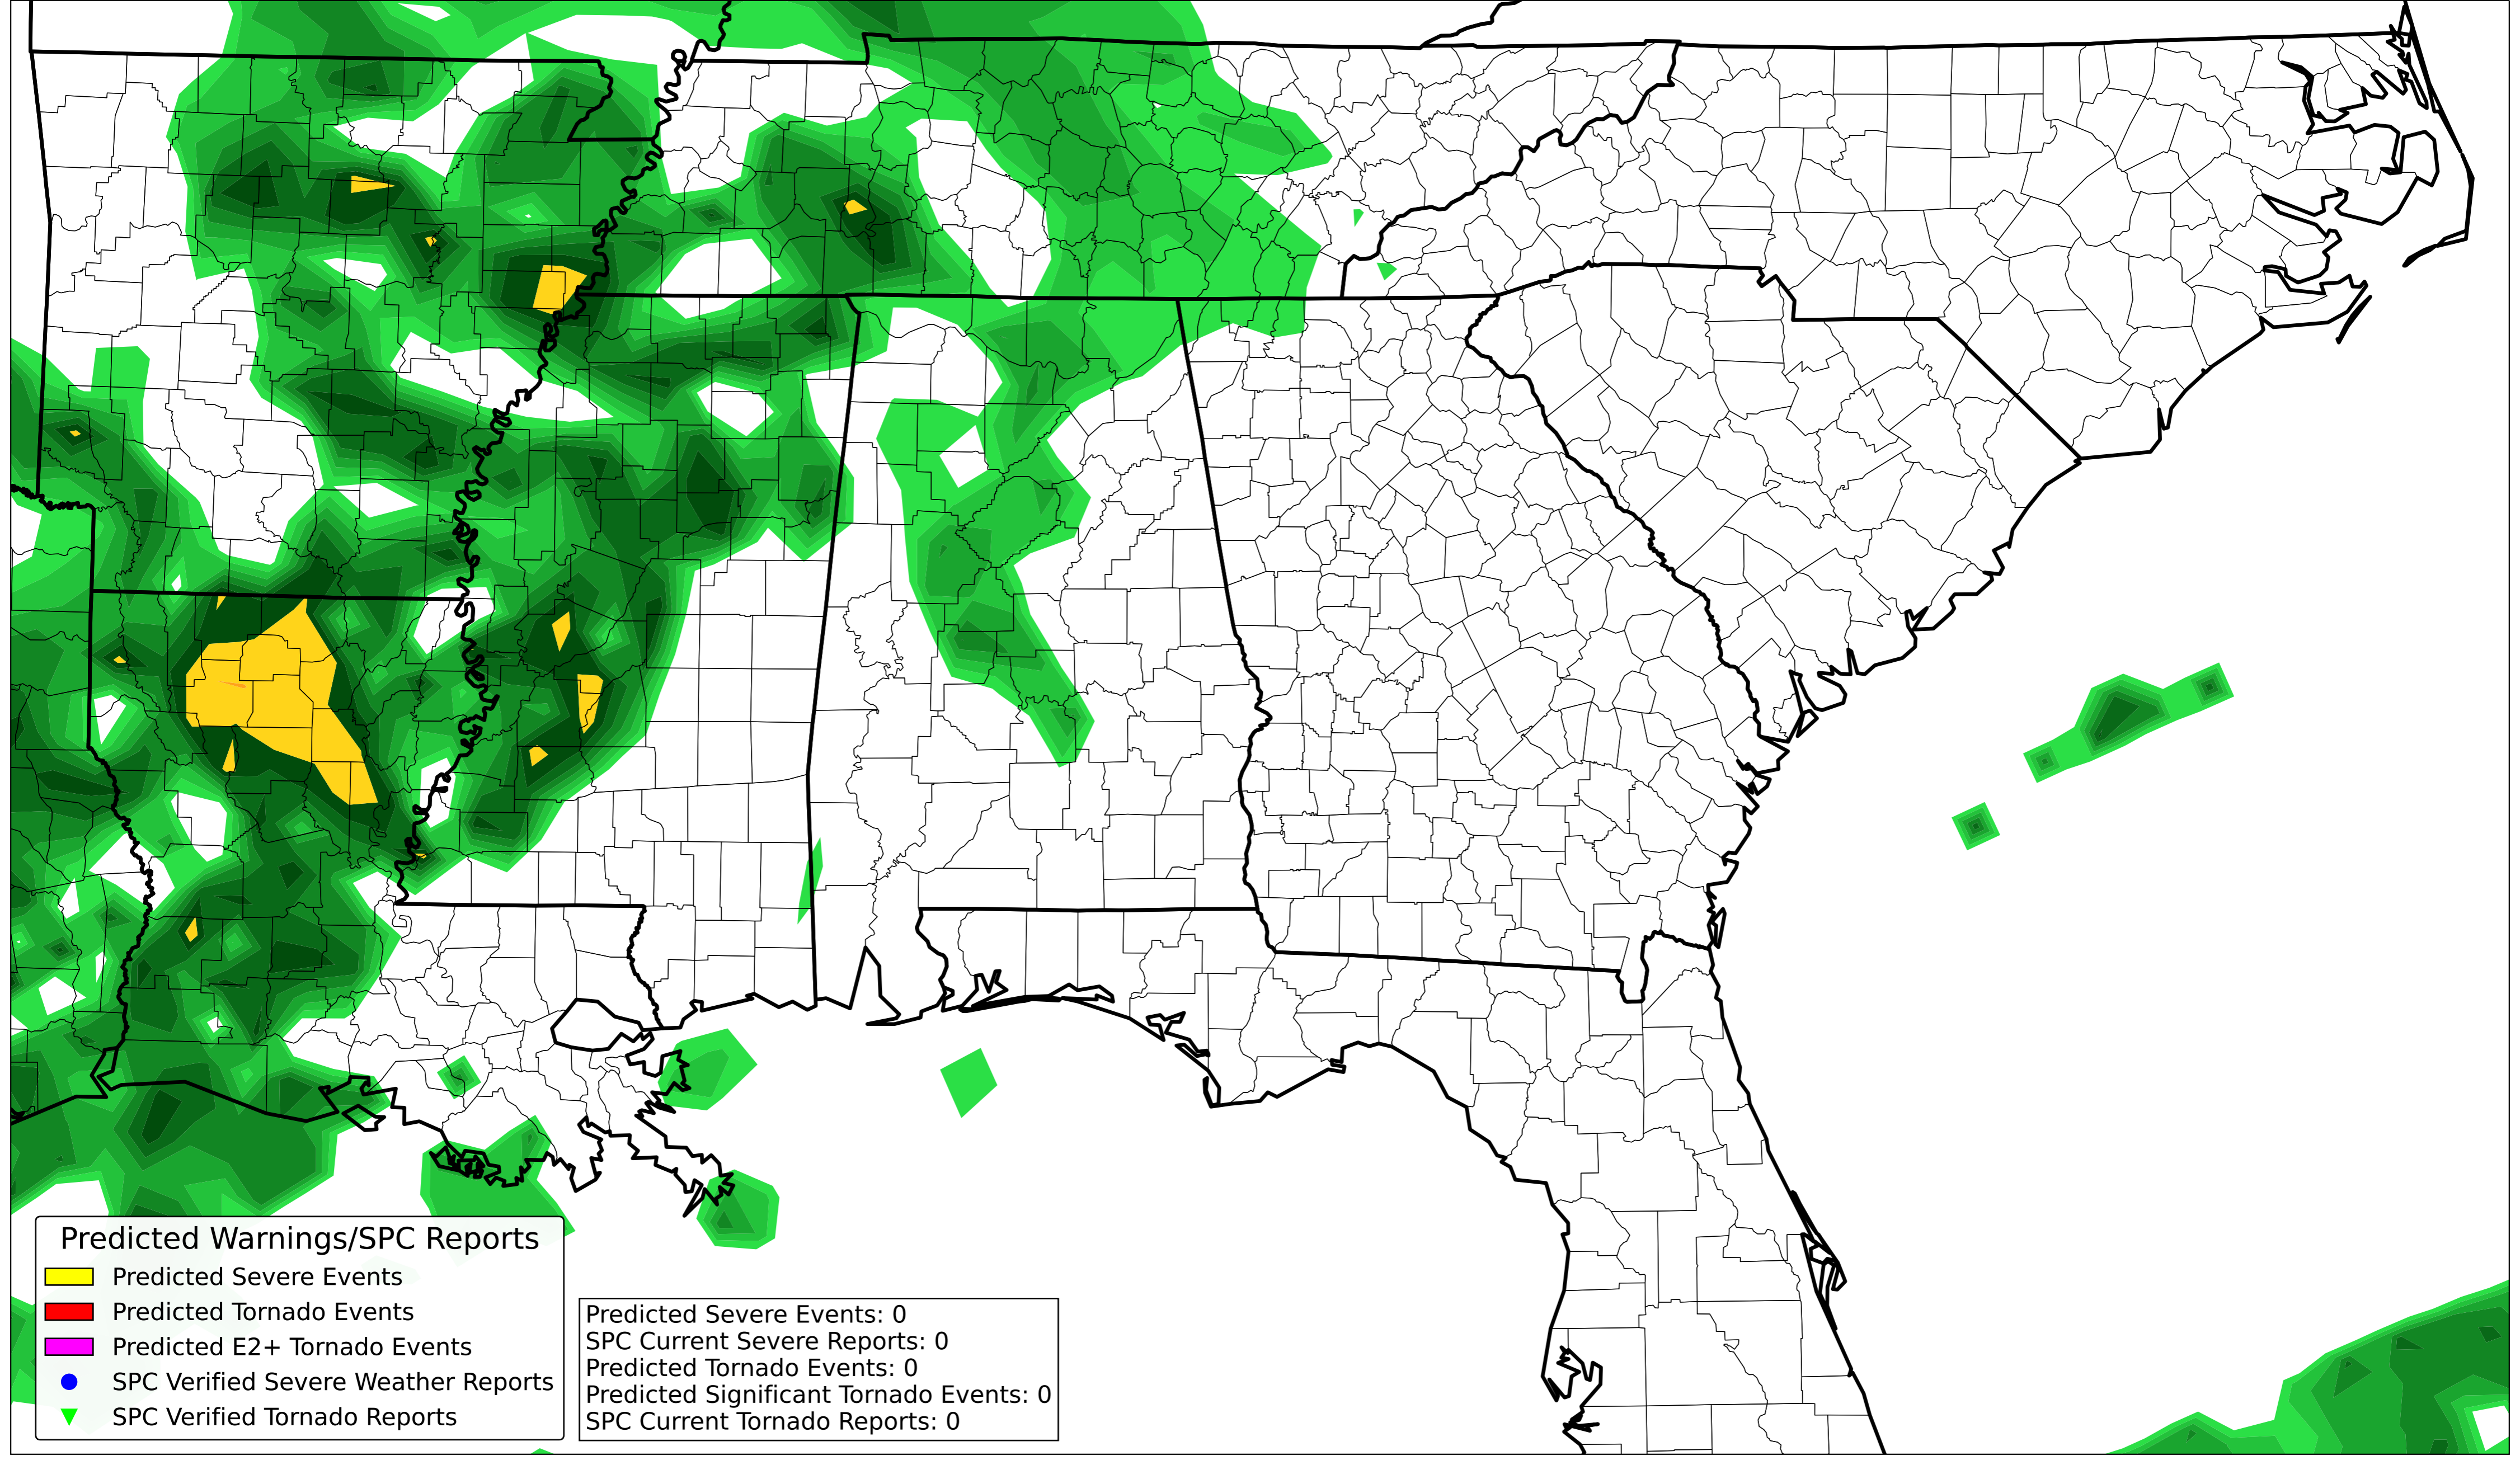 Predicted Warnings/SPC Reports
Predicted Severe Events
Predicted Tornado Events
Predicted E2+ Tornado Events
SPC Verified Severe Weather Reports
SPC Verified Tornado Reports
Predicted Severe Events: 0
SPC Current Severe Reports: 0
Predicted Tornado Events: 0
Predicted Significant Tornado Events: 0
SPC Current Tornado Reports: 0